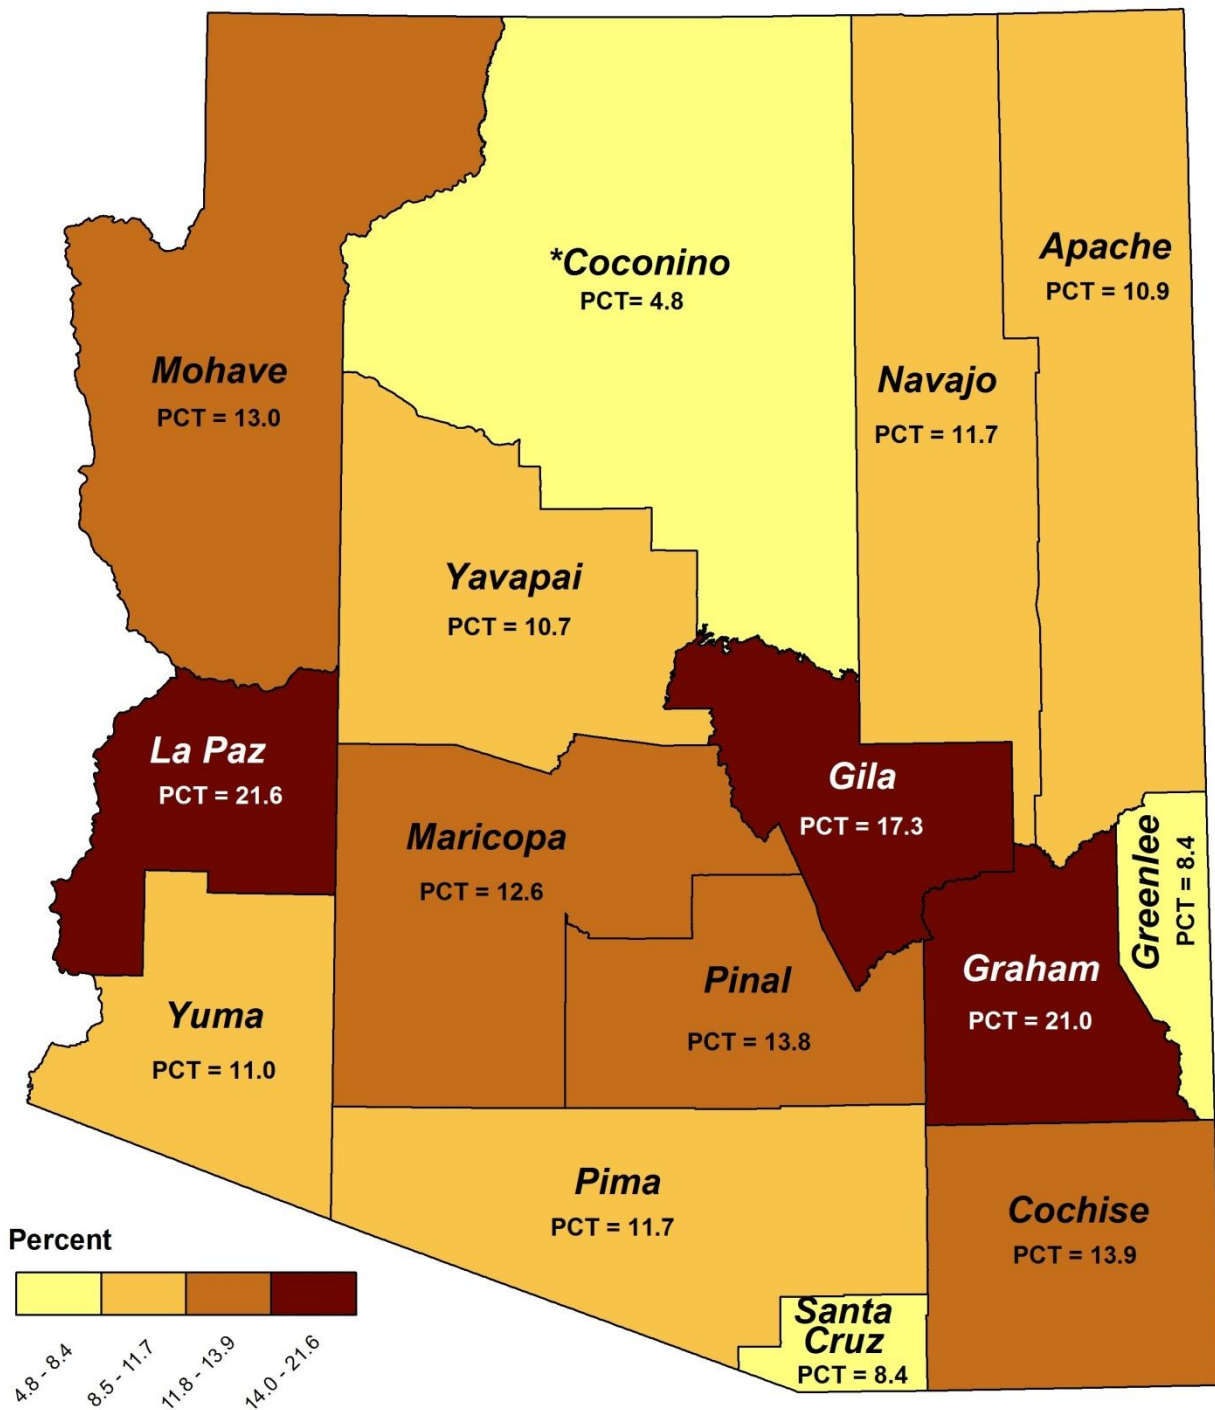 *Coconino
PCT= 4.8
Apache
PCT = 10.9
Mohave
PCT = 13.0
Navajo
PCT = 11.7
Yavapai
PCT = 10.7
La Paz
PCT = 21.6
Gila
PCT = 17.3
Maricopa
PCT = 12.6
Greenlee
PCT = 8.4
Graham
PCT = 21.0
Pinal
PCT = 13.8
Yuma
PCT = 11.0
Pima
PCT = 11.7
Cochise
PCT = 13.9
Santa
Cruz
PCT = 8.4
Percent
4.8 - 8.4
8.5 - 11.7
11.8 - 13.9
14.0 - 21.6